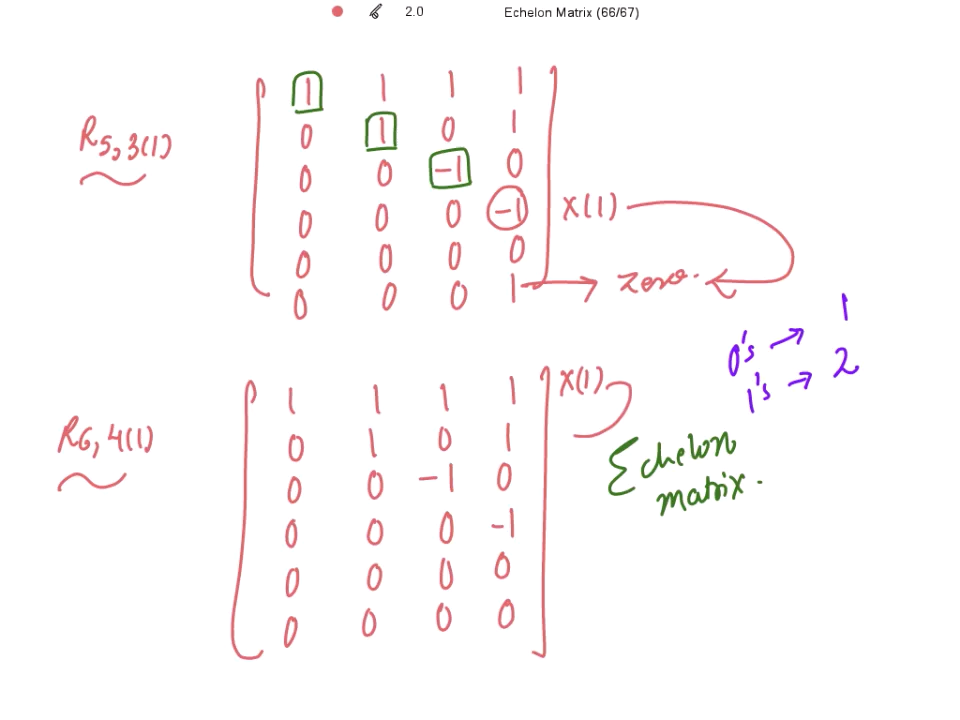 2.0 Echelon Matrix (66/67)
R5,3(1)
1 1 1 1
0 1 0 1
0 0 -1 0
0 0 0 -1 X(1)
0 0 0 0
0 0 0 1 → zero.
0's → 1
1's → 2
R6,4(1)
1 1 1 1 X(1)
0 1 0 1
0 0 -1 0
0 0 0 -1
0 0 0 0
0 0 0 0
Echelon
matrix.